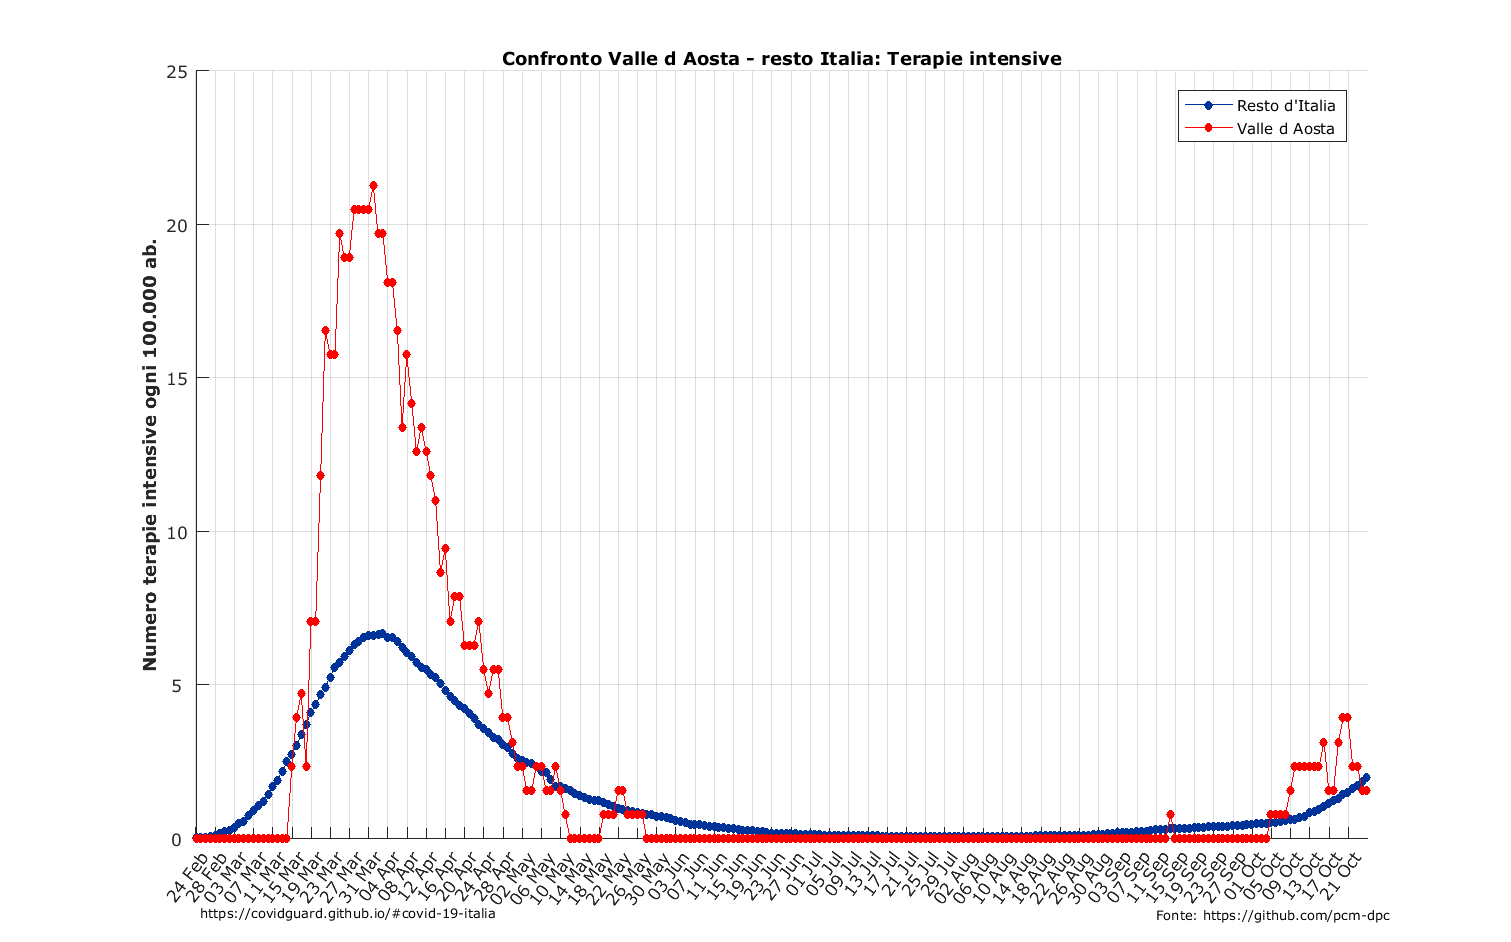 Confronto Valle d Aosta - resto Italia: Terapie intensive
Resto d'Italia
Valle d Aosta
Numero terapie intensive ogni 100.000 ab.
25
20
15
10
5
0
24 Feb
28 Feb
03 Mar
07 Mar
11 Mar
15 Mar
19 Mar
23 Mar
27 Mar
31 Mar
04 Apr
08 Apr
12 Apr
16 Apr
20 Apr
24 Apr
28 Apr
02 May
06 May
10 May
14 May
18 May
22 May
26 May
30 May
03 Jun
07 Jun
11 Jun
15 Jun
19 Jun
23 Jun
27 Jun
01 Jul
05 Jul
09 Jul
13 Jul
17 Jul
21 Jul
25 Jul
29 Jul
02 Aug
06 Aug
10 Aug
14 Aug
18 Aug
22 Aug
26 Aug
30 Aug
03 Sep
07 Sep
11 Sep
15 Sep
19 Sep
23 Sep
27 Sep
01 Oct
05 Oct
09 Oct
13 Oct
17 Oct
21 Oct
https://covidguard.github.io/#covid-19-italia
Fonte: https://github.com/pcm-dpc